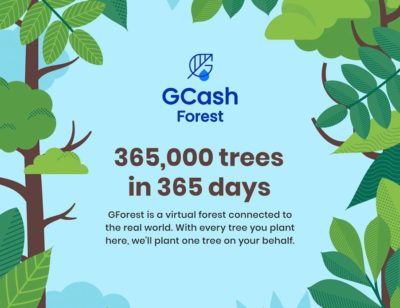 GCash
Forest
365,000 trees
in 365 days
GForest is a virtual forest connected to
the real world. With every tree you plant
here, we'll plant one tree on your behalf.